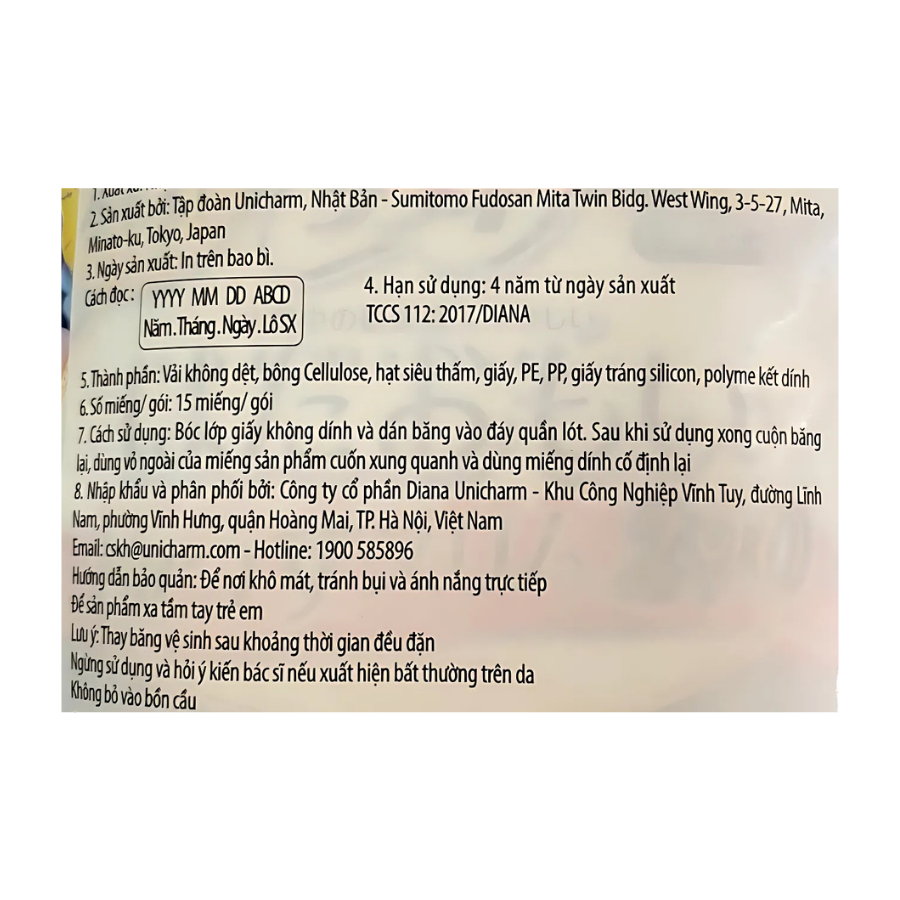 1. Xuất xứ:
2. Sản xuất bởi: Tập đoàn Unicharm, Nhật Bản - Sumitomo Fudosan Mita Twin Bidg. West Wing, 3-5-27, Mita,
Minato-ku, Tokyo, Japan
3. Ngày sản xuất: In trên bao bì.
Cách đọc: YYYY MM DD ABCD
Năm.Tháng.Ngày.Lô SX
4. Hạn sử dụng: 4 năm từ ngày sản xuất
TCCS 112: 2017/DIANA
5. Thành phần: Vải không dệt, bông Cellulose, hạt siêu thấm, giấy, PE, PP, giấy tráng silicon, polyme kết dính
6. Số miếng/ gói: 15 miếng/ gói
7. Cách sử dụng: Bóc lớp giấy không dính và dán băng vào đáy quần lót. Sau khi sử dụng xong cuộn băng
lại, dùng vỏ ngoài của miếng sản phẩm cuốn xung quanh và dùng miếng dính cố định lại
8. Nhập khẩu và phân phối bởi: Công ty cổ phần Diana Unicharm - Khu Công Nghiệp Vĩnh Tuy, đường Lĩnh
Nam, phường Vĩnh Hưng, quận Hoàng Mai, TP. Hà Nội, Việt Nam
Email: cskh@unicharm.com - Hotline: 1900 585896
Hướng dẫn bảo quản: Để nơi khô mát, tránh bụi và ánh nắng trực tiếp
Để sản phẩm xa tầm tay trẻ em
Lưu ý: Thay băng vệ sinh sau khoảng thời gian đều đặn
Ngừng sử dụng và hỏi ý kiến bác sĩ nếu xuất hiện bất thường trên da
Không bỏ vào bồn cầu